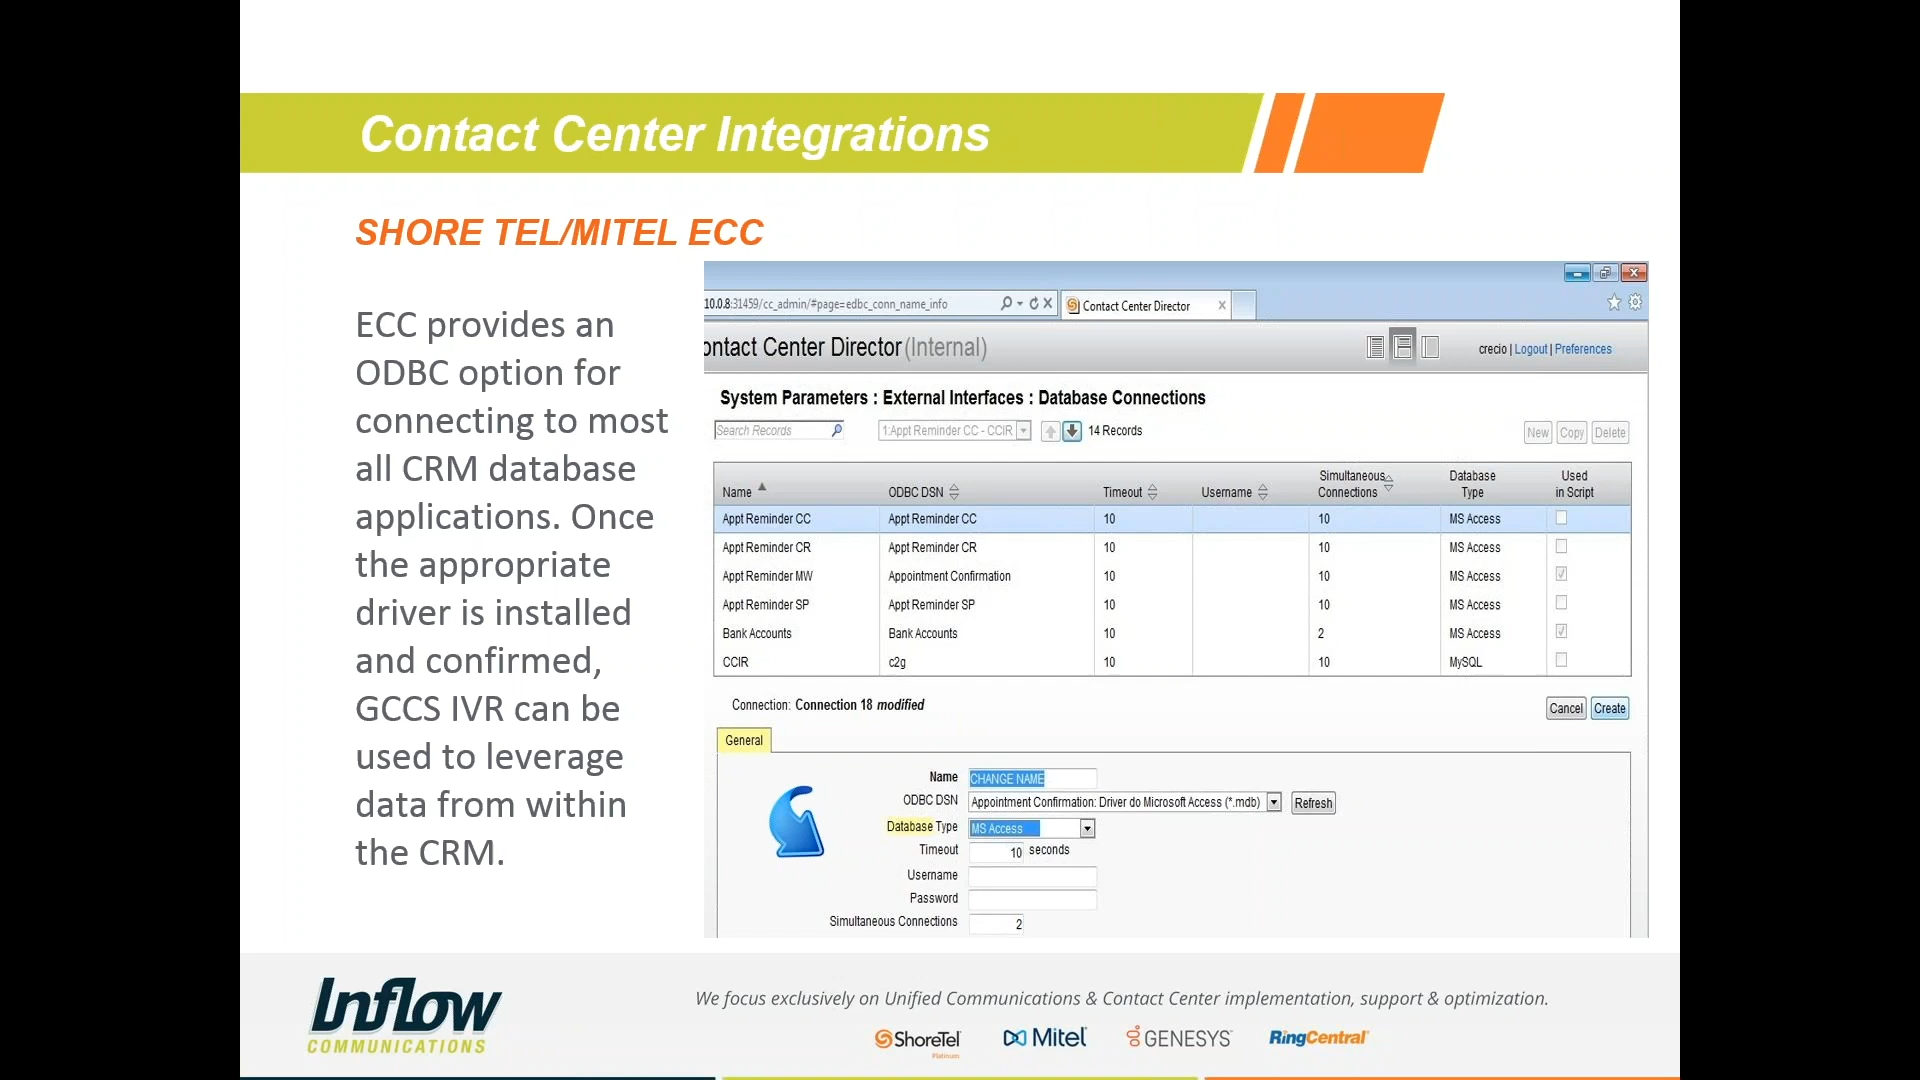 Contact Center Integrations
SHORE TEL/MITEL ECC
ECC provides an
ODBC option for
connecting to most
all CRM database
applications. Once
the appropriate
driver is installed
and confirmed,
GCCS IVR can be
used to leverage
data from within
the CRM.
10.0.8:31459/cc_admin/#page=edbc_conn_name_info
Contact Center Director
ontact Center Director (Internal)
crecio | Logout | Preferences
System Parameters : External Interfaces : Database Connections
Search Records 1:Appt Reminder CC - CCIR 14 Records New Copy Delete
Name ODBC DSN Timeout Username Simultaneous Connections Database Type Used in Script
Appt Reminder CC Appt Reminder CC 10 10 MS Access
Appt Reminder CR Appt Reminder CR 10 10 MS Access
Appt Reminder MW Appointment Confirmation 10 10 MS Access
Appt Reminder SP Appt Reminder SP 10 10 MS Access
Bank Accounts Bank Accounts 10 2 MS Access
CCIR c2g 10 10 MySQL
Connection: Connection 18 modified Cancel Create
General
Name CHANGE NAME
ODBC DSN Appointment Confirmation: Driver do Microsoft Access (*.mdb) Refresh
Database Type MS Access
Timeout 10 seconds
Username
Password
Simultaneous Connections 2
Inflow
COMMUNICATIONS
We focus exclusively on Unified Communications & Contact Center implementation, support & optimization.
ShoreTel Mitel GENESYS RingCentral
Platinum